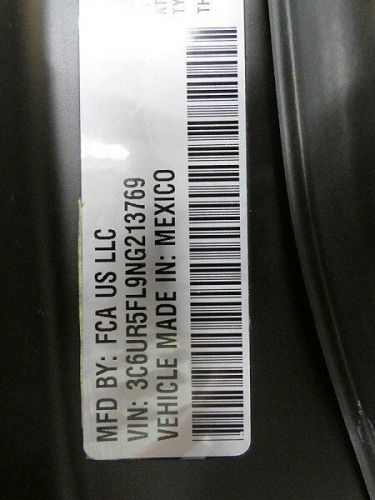 MFD BY: FCA US LLC
VIN: 3C6UR5FL9NG213769
VEHICLE MADE IN: MEXICO